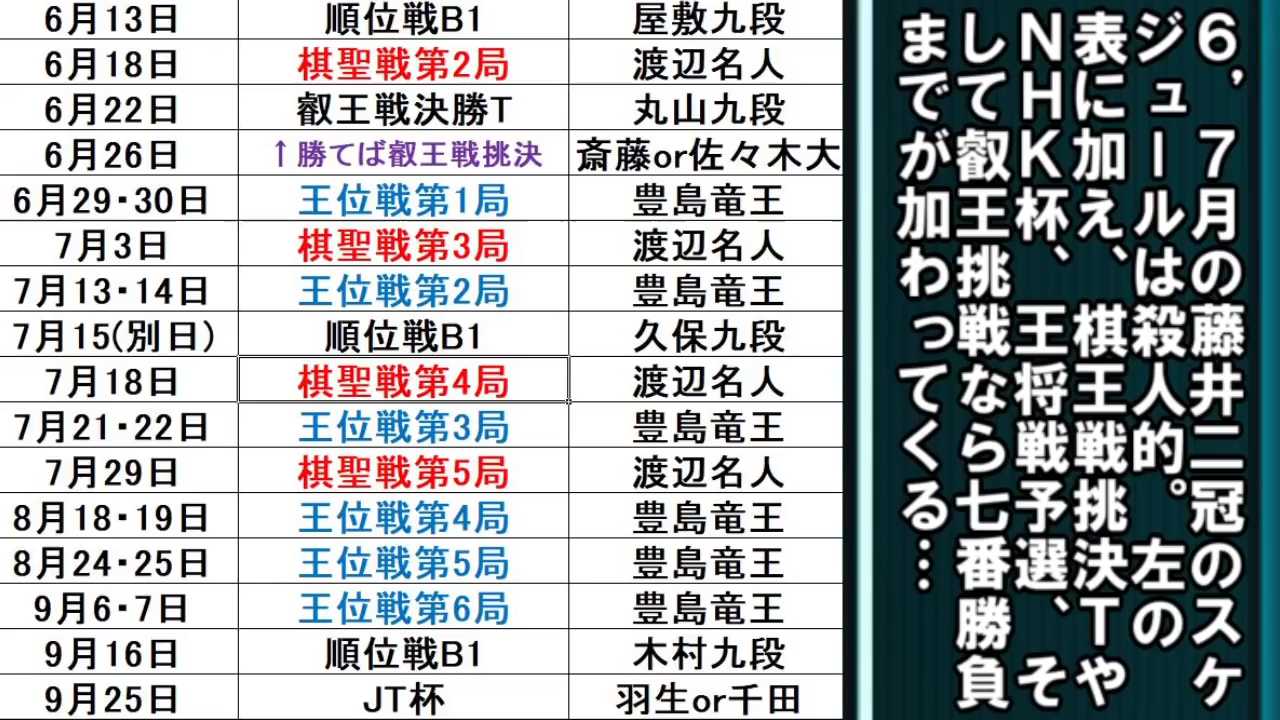 6月13日 順位戦B1 屋敷九段
6月18日 棋聖戦第2局 渡辺名人
6月22日 叡王戦決勝T 丸山九段
6月26日 ↑勝てば叡王戦挑決 斎藤or佐々木大
6月29・30日 王位戦第1局 豊島竜王
7月3日 棋聖戦第3局 渡辺名人
7月13・14日 王位戦第2局 豊島竜王
7月15(別日) 順位戦B1 久保九段
7月18日 棋聖戦第4局 渡辺名人
7月21・22日 王位戦第3局 豊島竜王
7月29日 棋聖戦第5局 渡辺名人
8月18・19日 王位戦第4局 豊島竜王
8月24・25日 王位戦第5局 豊島竜王
9月6・7日 王位戦第6局 豊島竜王
9月16日 順位戦B1 木村九段
9月25日 JT杯 羽生or千田
6,7月の藤井二冠のスケ
ジュールは殺人的。左の
表に加え、棋王戦挑決Tや
NHK杯、王将戦予選、そ
して叡王挑戦なら七番勝負
までが加わってくる…